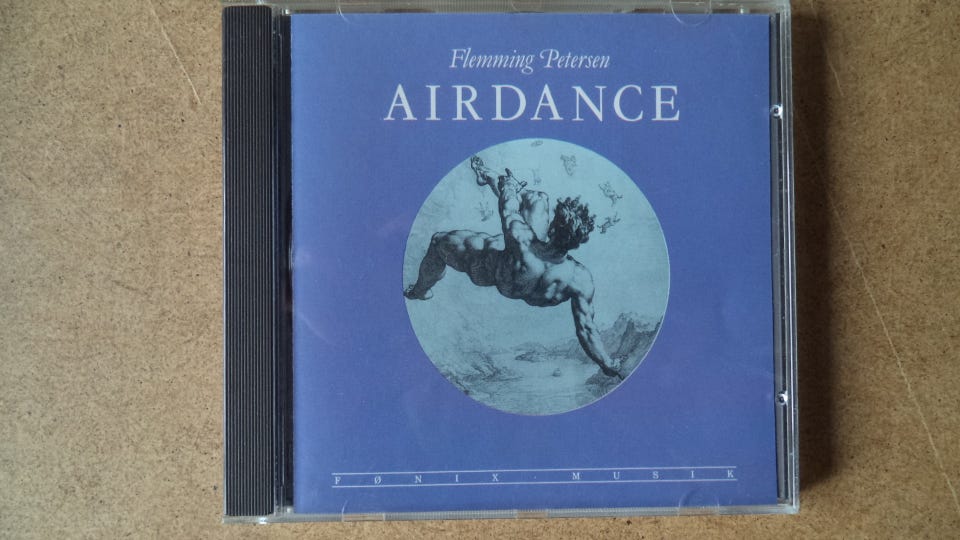 Flemming Petersen
AIRDANCE
FØNIX MUSIK